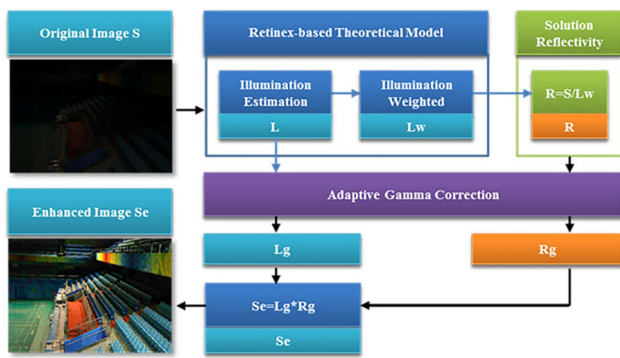 Original Image S
Retinex-based Theoretical Model
Solution
Reflectivity
Illumination
Estimation
L
Illumination
Weighted
Lw
R=S/Lw
R
Adaptive Gamma Correction
Enhanced Image Se
Lg
Rg
Se=Lg*Rg
Se